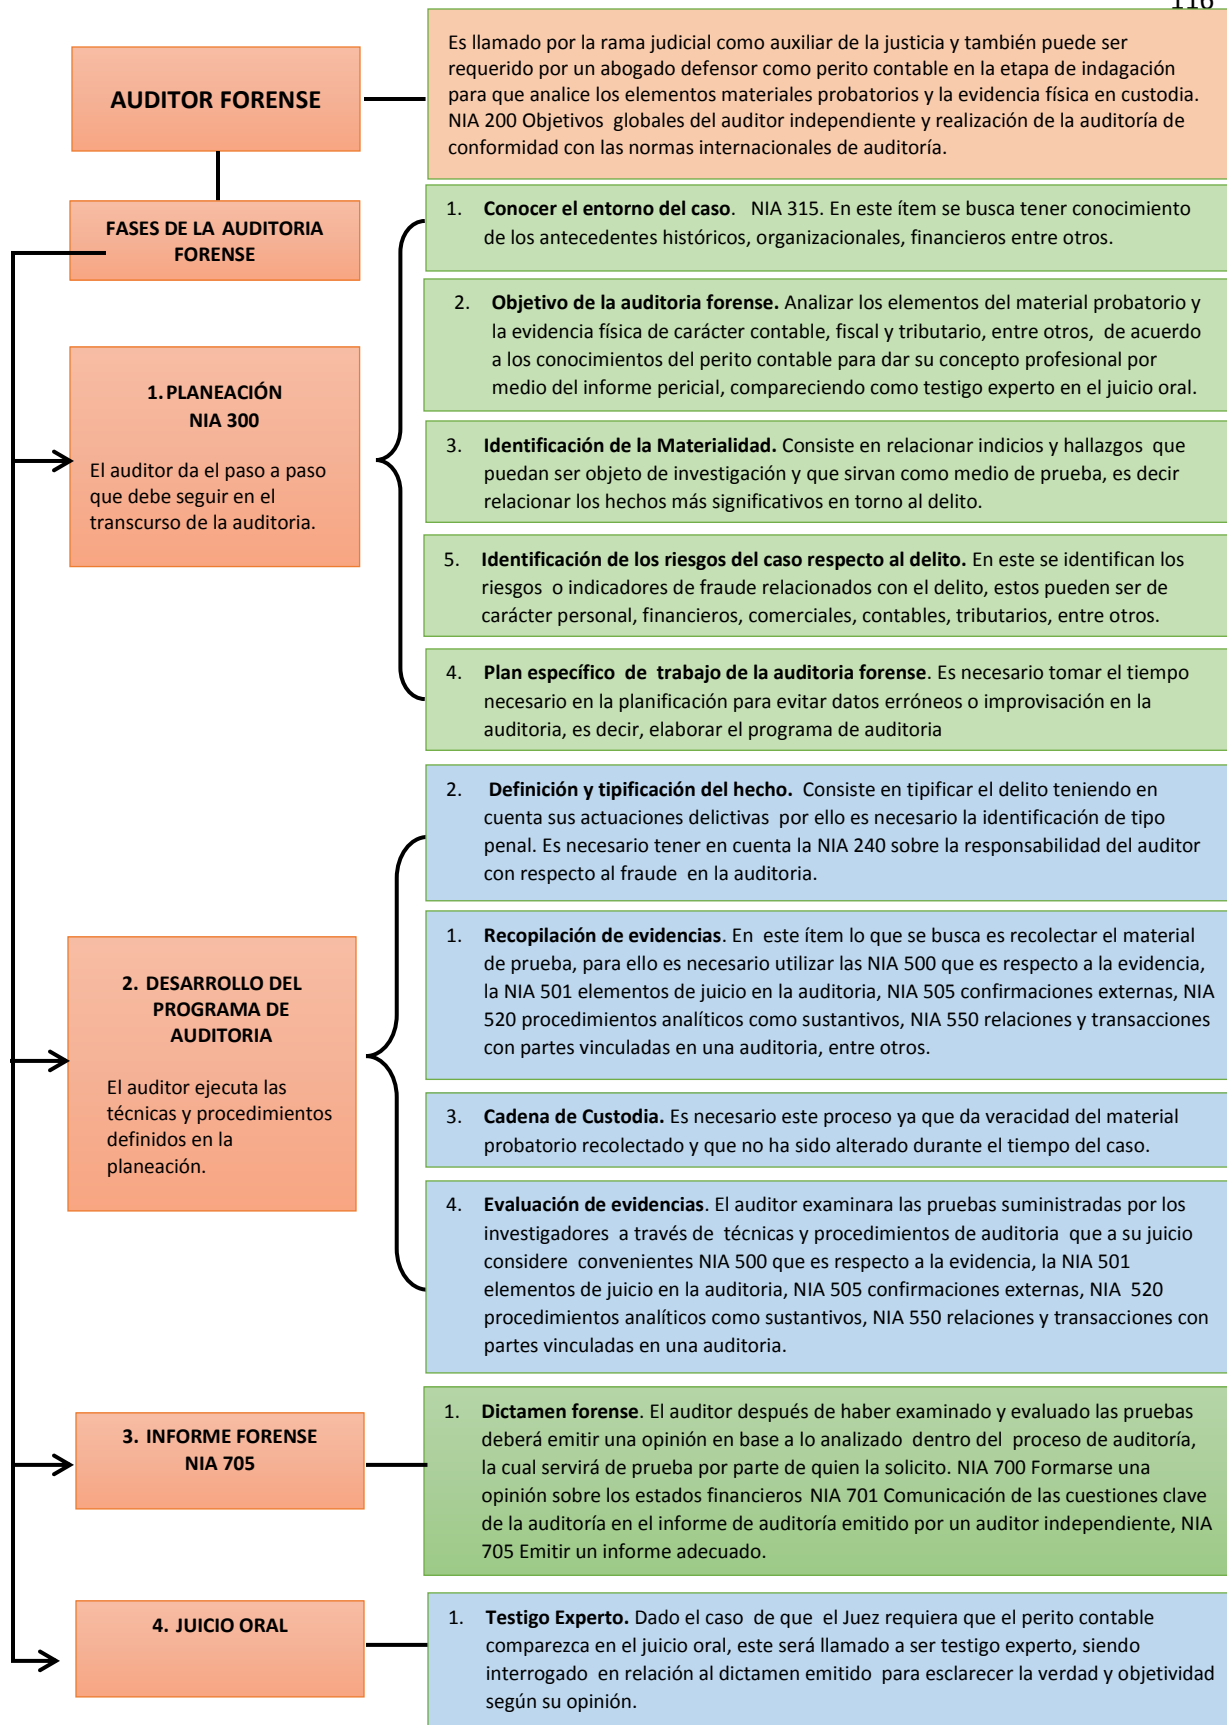 116
AUDITOR FORENSE
Es llamado por la rama judicial como auxiliar de la justicia y también puede ser
requerido por un abogado defensor como perito contable en la etapa de indagación
para que analice los elementos materiales probatorios y la evidencia física en custodia.
NIA 200 Objetivos globales del auditor independiente y realización de la auditoría de
conformidad con las normas internacionales de auditoría.
FASES DE LA AUDITORIA
FORENSE
1. PLANEACIÓN
NIA 300
El auditor da el paso a paso
que debe seguir en el
transcurso de la auditoria.
1. Conocer el entorno del caso. NIA 315. En este ítem se busca tener conocimiento
de los antecedentes históricos, organizacionales, financieros entre otros.
2. Objetivo de la auditoria forense. Analizar los elementos del material probatorio y
la evidencia física de carácter contable, fiscal y tributario, entre otros, de acuerdo
a los conocimientos del perito contable para dar su concepto profesional por
medio del informe pericial, compareciendo como testigo experto en el juicio oral.
3. Identificación de la Materialidad. Consiste en relacionar indicios y hallazgos que
puedan ser objeto de investigación y que sirvan como medio de prueba, es decir
relacionar los hechos más significativos en torno al delito.
5. Identificación de los riesgos del caso respecto al delito. En este se identifican los
riesgos o indicadores de fraude relacionados con el delito, estos pueden ser de
carácter personal, financieros, comerciales, contables, tributarios, entre otros.
4. Plan específico de trabajo de la auditoria forense. Es necesario tomar el tiempo
necesario en la planificación para evitar datos erróneos o improvisación en la
auditoria, es decir, elaborar el programa de auditoria
2. DESARROLLO DEL
PROGRAMA DE
AUDITORIA
El auditor ejecuta las
técnicas y procedimientos
definidos en la
planeación.
2. Definición y tipificación del hecho. Consiste en tipificar el delito teniendo en
cuenta sus actuaciones delictivas por ello es necesario la identificación de tipo
penal. Es necesario tener en cuenta la NIA 240 sobre la responsabilidad del auditor
con respecto al fraude en la auditoria.
1. Recopilación de evidencias. En este ítem lo que se busca es recolectar el material
de prueba, para ello es necesario utilizar las NIA 500 que es respecto a la evidencia,
la NIA 501 elementos de juicio en la auditoria, NIA 505 confirmaciones externas, NIA
520 procedimientos analíticos como sustantivos, NIA 550 relaciones y transacciones
con partes vinculadas en una auditoria, entre otros.
3. Cadena de Custodia. Es necesario este proceso ya que da veracidad del material
probatorio recolectado y que no ha sido alterado durante el tiempo del caso.
4. Evaluación de evidencias. El auditor examinara las pruebas suministradas por los
investigadores a través de técnicas y procedimientos de auditoria que a su juicio
considere convenientes NIA 500 que es respecto a la evidencia, la NIA 501
elementos de juicio en la auditoria, NIA 505 confirmaciones externas, NIA 520
procedimientos analíticos como sustantivos, NIA 550 relaciones y transacciones con
partes vinculadas en una auditoria.
3. INFORME FORENSE
NIA 705
1. Dictamen forense. El auditor después de haber examinado y evaluado las pruebas
deberá emitir una opinión en base a lo analizado dentro del proceso de auditoría,
la cual servirá de prueba por parte de quien la solicito. NIA 700 Formarse una
opinión sobre los estados financieros NIA 701 Comunicación de las cuestiones clave
de la auditoría en el informe de auditoría emitido por un auditor independiente, NIA
705 Emitir un informe adecuado.
4. JUICIO ORAL
1. Testigo Experto. Dado el caso de que el Juez requiera que el perito contable
comparezca en el juicio oral, este será llamado a ser testigo experto, siendo
interrogado en relación al dictamen emitido para esclarecer la verdad y objetividad
según su opinión.